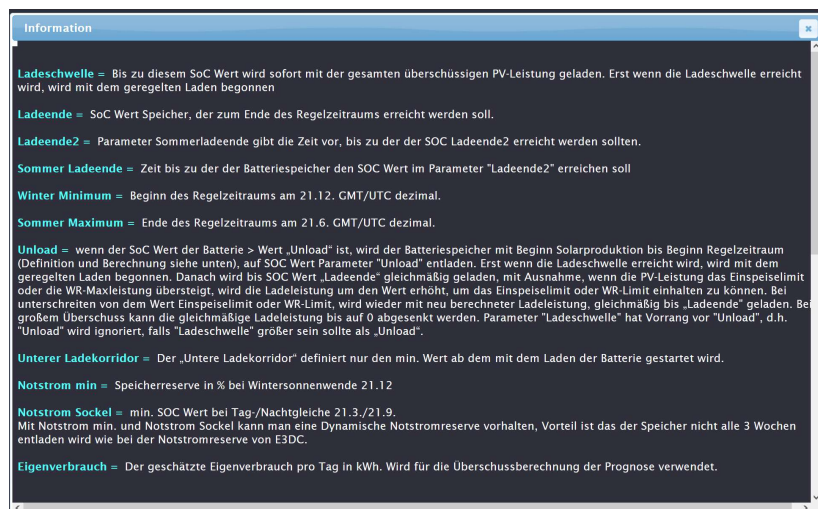 Information
Ladeschwelle = Bis zu diesem SoC Wert wird sofort mit der gesamten überschüssigen PV-Leistung geladen. Erst wenn die Ladeschwelle erreicht
wird, wird mit dem geregelten Laden begonnen
Ladeende = SoC Wert Speicher, der zum Ende des Regelzeitraums erreicht werden soll.
Ladeende2 = Parameter Sommerladeende gibt die Zeit vor, bis zu der der SOC Ladeende2 erreicht werden sollten.
Sommer Ladeende = Zeit bis zu der der Batteriespeicher den SOC Wert im Parameter "Ladeende2" erreichen soll
Winter Minimum = Beginn des Regelzeitraums am 21.12. GMT/UTC dezimal.
Sommer Maximum = Ende des Regelzeitraums am 21.6. GMT/UTC dezimal.
Unload = wenn der SoC Wert der Batterie > Wert „Unload“ ist, wird der Batteriespeicher mit Beginn Solarproduktion bis Beginn Regelzeitraum
(Definition und Berechnung siehe unten), auf SOC Wert Parameter "Unload" entladen. Erst wenn die Ladeschwelle erreicht wird, wird mit dem
geregelten Laden begonnen. Danach wird bis SOC Wert „Ladeende“ gleichmäßig geladen, mit Ausnahme, wenn die PV-Leistung das Einspeiselimit
oder die WR-Maxleistung übersteigt, wird die Ladeleistung um den Wert erhöht, um das Einspeiselimit oder WR-Limit einhalten zu können. Bei
unterschreiten von dem Wert Einspeiselimit oder WR-Limit, wird wieder mit neu berechneter Ladeleistung, gleichmäßig bis „Ladeende“ geladen. Bei
großem Überschuss kann die gleichmäßige Ladeleistung bis auf 0 abgesenkt werden. Parameter "Ladeschwelle" hat Vorrang vor "Unload", d.h.
"Unload" wird ignoriert, falls "Ladeschwelle" größer sein sollte als „Unload“.
Unterer Ladekorridor = Der „Untere Ladekorridor“ definiert nur den min. Wert ab dem mit dem Laden der Batterie gestartet wird.
Notstrom min = Speicherreserve in % bei Wintersonnenwende 21.12
Notstrom Sockel = min. SOC Wert bei Tag-/Nachtgleiche 21.3./21.9.
Mit Notstrom min. und Notstrom Sockel kann man eine Dynamische Notstromreserve vorhalten, Vorteil ist das der Speicher nicht alle 3 Wochen
entladen wird wie bei der Notstromreserve von E3DC.
Eigenverbrauch = Der geschätzte Eigenverbrauch pro Tag in kWh. Wird für die Überschussberechnung der Prognose verwendet.